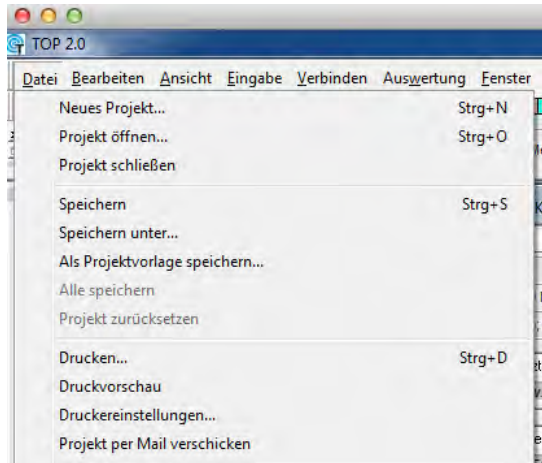 TOP 2.0
Datei Bearbeiten Ansicht Eingabe Verbinden Auswertung Fenster
Neues Projekt... Strg+N
Projekt öffnen... Strg+O
Projekt schließen
Speichern Strg+S
Speichern unter...
Als Projektvorlage speichern...
Alle speichern
Projekt zurücksetzen
Drucken... Strg+D
Druckvorschau
Druckereinstellungen...
Projekt per Mail verschicken